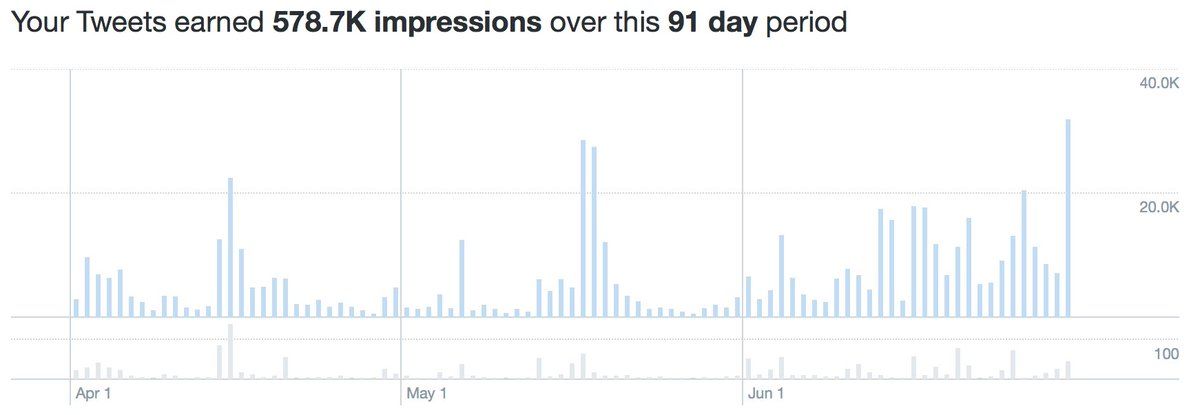 Your Tweets earned 578.7K impressions over this 91 day period
40.0K
20.0K
100
Apr 1
May 1
Jun 1